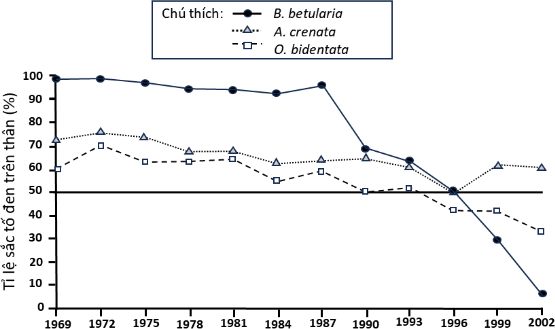 Chú thích:
B. betularia
A. crenata
O. bidentata
Tỉ lệ sắc tố đen trên thân (%)
100
90
80
70
60
50
40
30
20
10
0
1969 1972 1975 1978 1981 1984 1987 1990 1993 1996 1999 2002